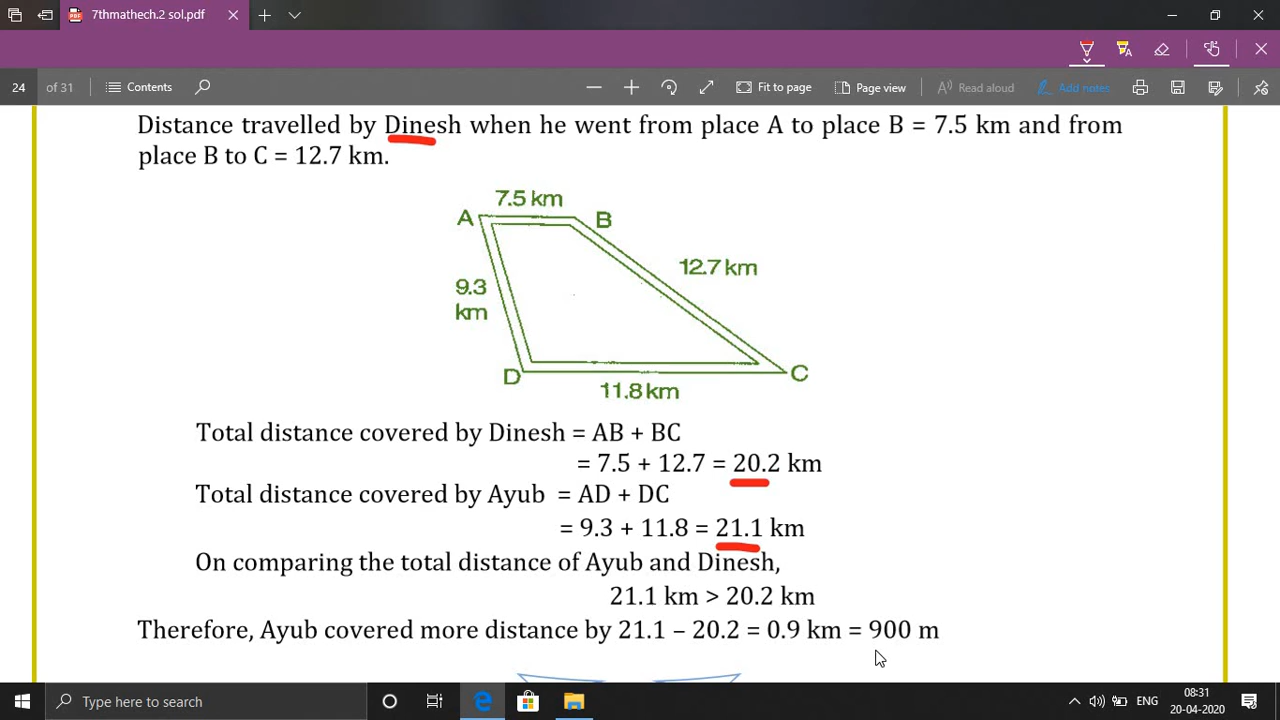 7thmathech.2 sol.pdf
24 of 31 Contents Fit to page Page view Read aloud Add notes
Distance travelled by Dinesh when he went from place A to place B = 7.5 km and from
place B to C = 12.7 km.
7.5 km
A B
12.7 km
9.3
km
D C
11.8 km
Total distance covered by Dinesh = AB + BC
= 7.5 + 12.7 = 20.2 km
Total distance covered by Ayub = AD + DC
= 9.3 + 11.8 = 21.1 km
On comparing the total distance of Ayub and Dinesh,
21.1 km > 20.2 km
Therefore, Ayub covered more distance by 21.1 – 20.2 = 0.9 km = 900 m
Type here to search
ENG
08:31
20-04-2020